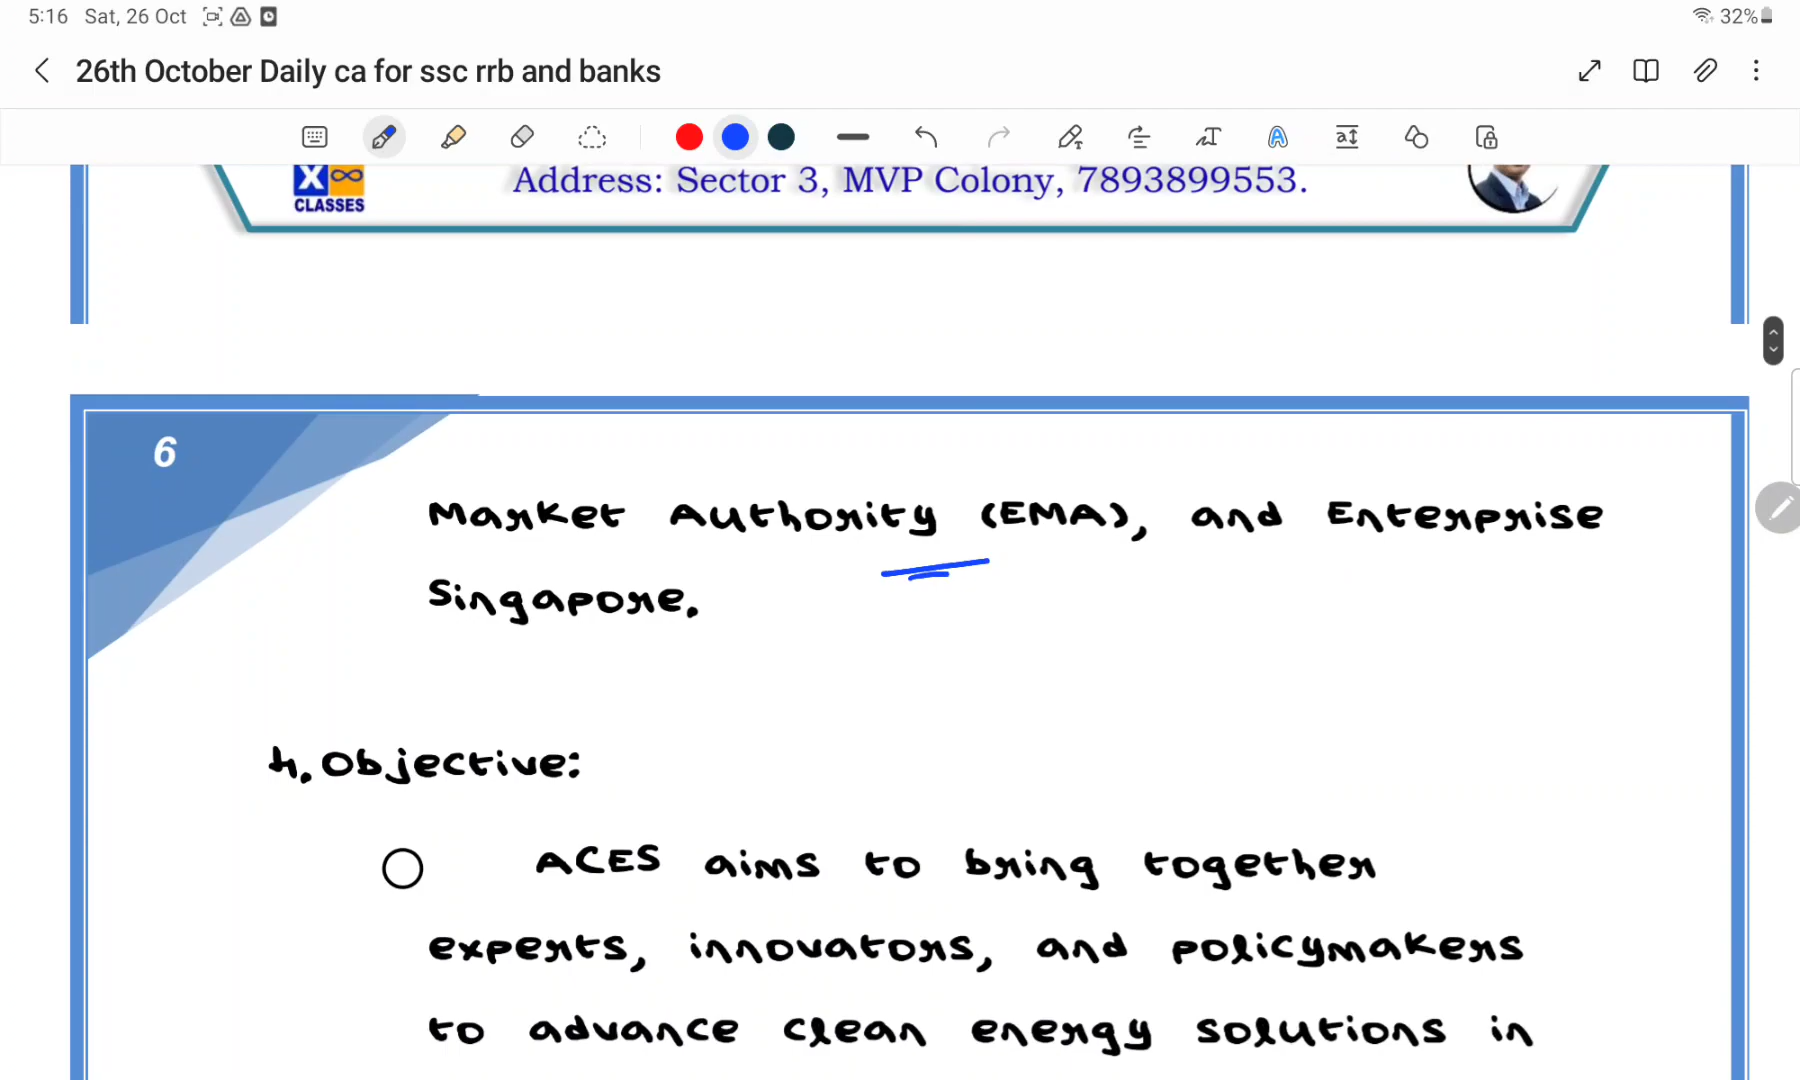 5:16 Sat, 26 Oct 32%
26th October Daily ca for ssc rrb and banks
X ∞
CLASSES
Address: Sector 3, MVP Colony, 7893899553.
6
Market Authority (EMA), and Enterprise
Singapore.
4. Objective:
ACES aims to bring together
experts, innovators, and policymakers
to advance clean energy solutions in